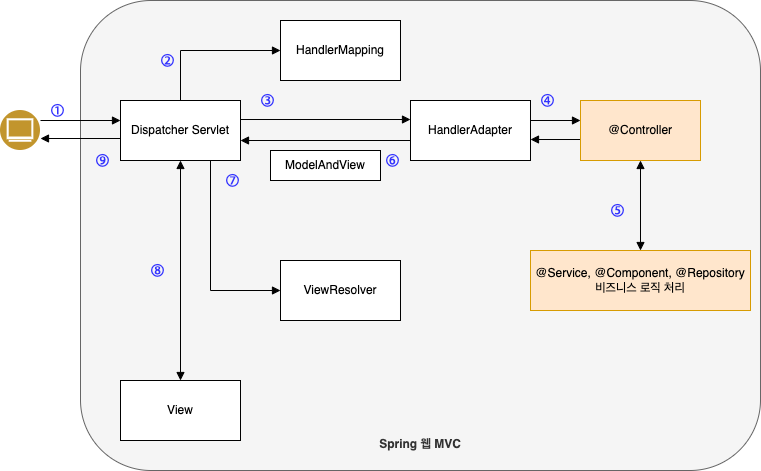 HandlerMapping
②
①
③
④
Dispatcher Servlet
HandlerAdapter
@Controller
⑨
ModelAndView
⑥
⑦
⑤
⑧
@Service, @Component, @Repository
비즈니스 로직 처리
ViewResolver
View
Spring 웹 MVC